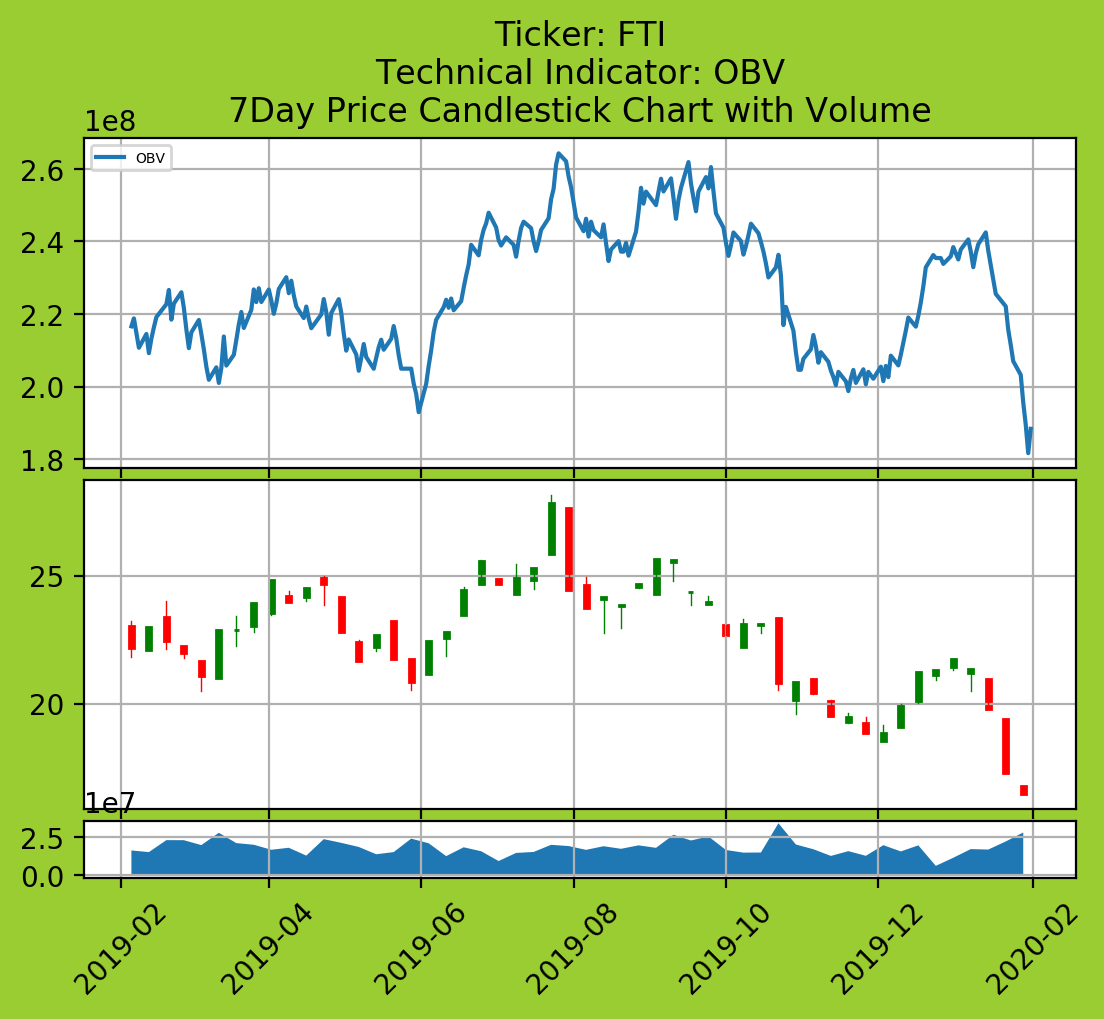 Ticker: FTI
Technical Indicator: OBV
7Day Price Candlestick Chart with Volume
1e8
OBV
2.6
2.4
2.2
2.0
1.8
25
20
1e7
2.5
0.0
2019-02
2019-04
2019-06
2019-08
2019-10
2019-12
2020-02